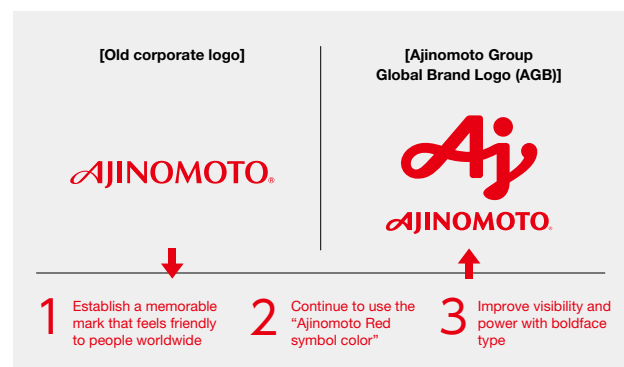 [Old corporate logo]
AJINOMOTO®
[Ajinomoto Group
Global Brand Logo (AGB)]
Aj
AJINOMOTO®
1
Establish a memorable
mark that feels friendly
to people worldwide
2
Continue to use the
“Ajinomoto Red
symbol color”
3
Improve visibility and
power with boldface
type